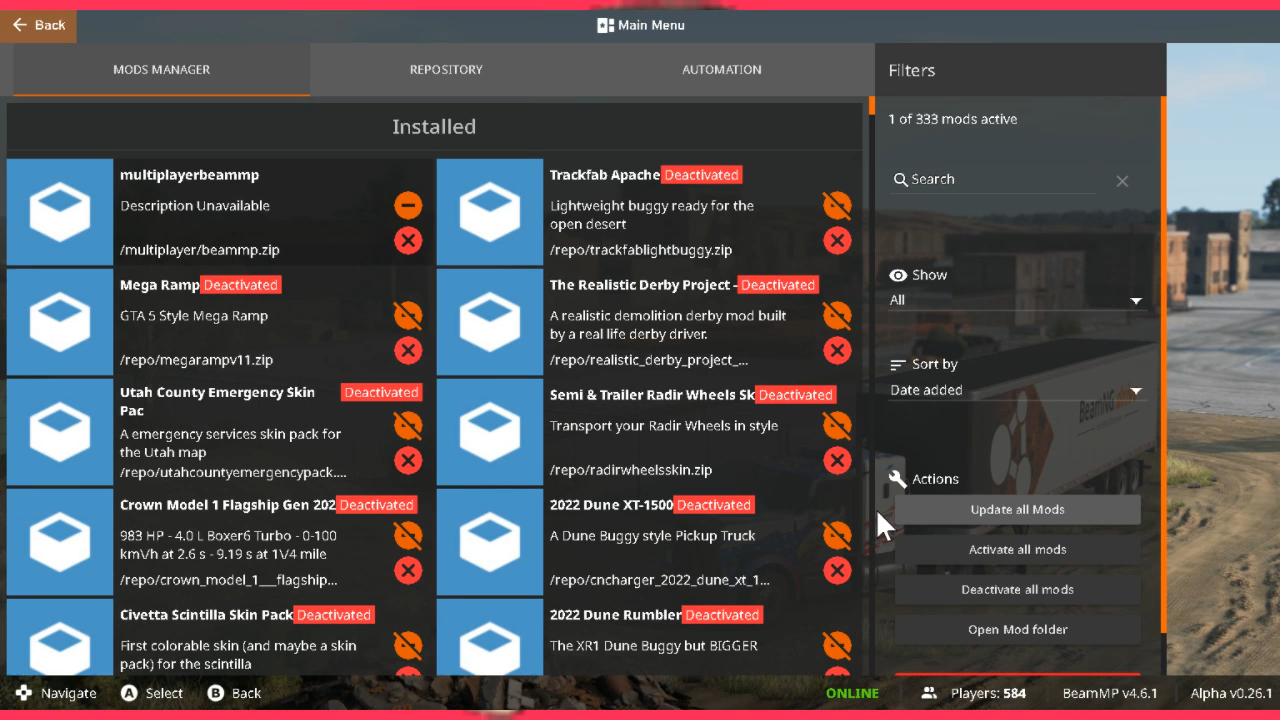 Back
Main Menu
MODS MANAGER
REPOSITORY
AUTOMATION
Filters
Installed
multiplayerbeammp
Description Unavailable
/multiplayer/beammp.zip
Trackfab Apache Deactivated
Lightweight buggy ready for the
open desert
/repo/trackfablightbuggy.zip
Mega Ramp Deactivated
GTA 5 Style Mega Ramp
/repo/megarampv11.zip
The Realistic Derby Project - Deactivated
A realistic demolition derby mod built
by a real life derby driver.
/repo/realistic_derby_project_...
Utah County Emergency Skin Deactivated
Pac
A emergency services skin pack for
the Utah map
/repo/utahcountyemergencypack....
Semi & Trailer Radir Wheels Sk Deactivated
Transport your Radir Wheels in style
/repo/radirwheelsskin.zip
Crown Model 1 Flagship Gen 202 Deactivated
983 HP - 4.0 L Boxer6 Turbo - 0-100
km\/h at 2.6 s - 9.19 s at 1\/4 mile
/repo/crown_model_1___flagship...
2022 Dune XT-1500 Deactivated
A Dune Buggy style Pickup Truck
/repo/cncharger_2022_dune_xt_1...
Civetta Scintilla Skin Pack Deactivated
First colorable skin (and maybe a skin
pack) for the scintilla
2022 Dune Rumbler Deactivated
The XR1 Dune Buggy but BIGGER
1 of 333 mods active
Search
Show
All
Sort by
Date added
Actions
Update all Mods
Activate all mods
Deactivate all mods
Open Mod folder
Navigate
A Select
B Back
ONLINE
Players: 584
BeamMP v4.6.1
Alpha v0.26.1